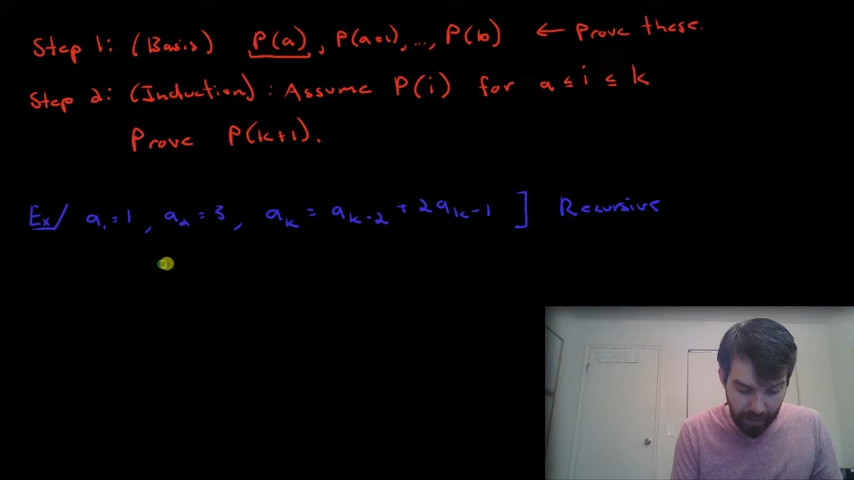 Step 1: (Basis) P(a), P(a+1), ..., P(b) ← Prove these.
Step 2: (Induction): Assume P(i) for a ≤ i ≤ k
Prove P(k+1).
Ex/ a₁ = 1, a₂ = 3, aₖ = aₖ₋₂ + 2aₖ₋₁ ] Recursive